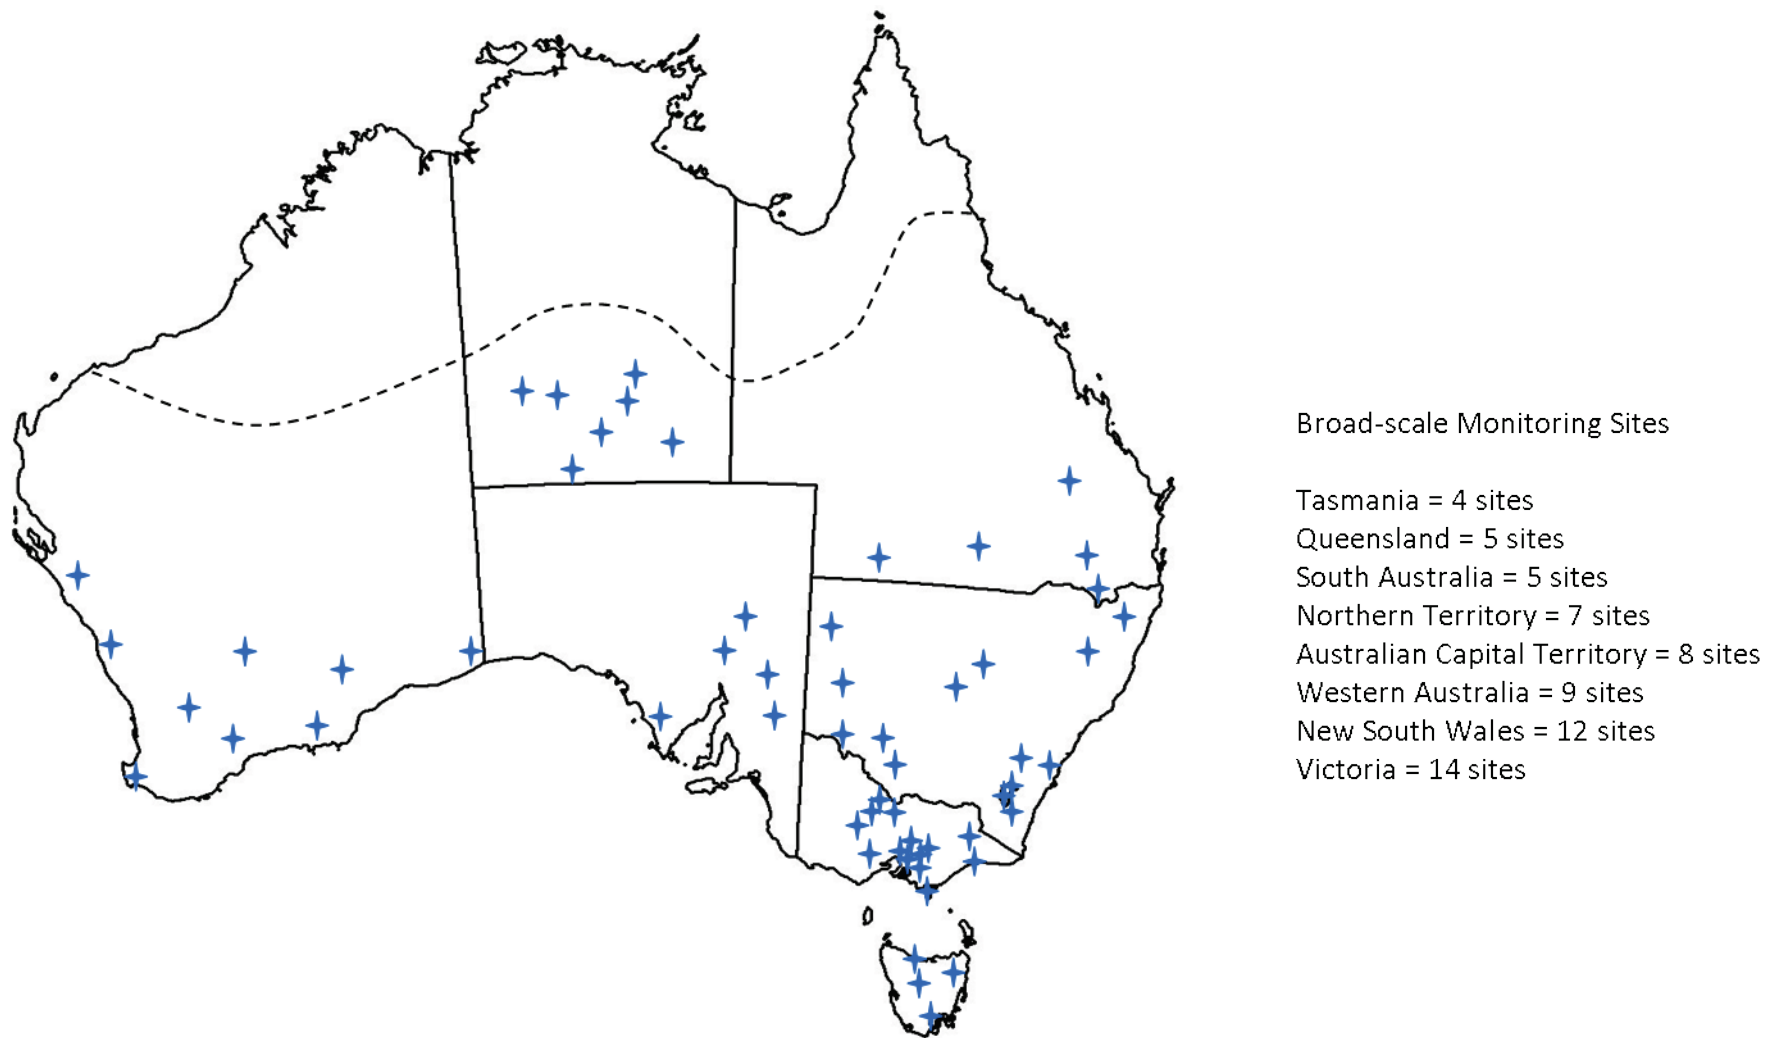 Broad-scale Monitoring Sites
Tasmania = 4 sites
Queensland = 5 sites
South Australia = 5 sites
Northern Territory = 7 sites
Australian Capital Territory = 8 sites
Western Australia = 9 sites
New South Wales = 12 sites
Victoria = 14 sites